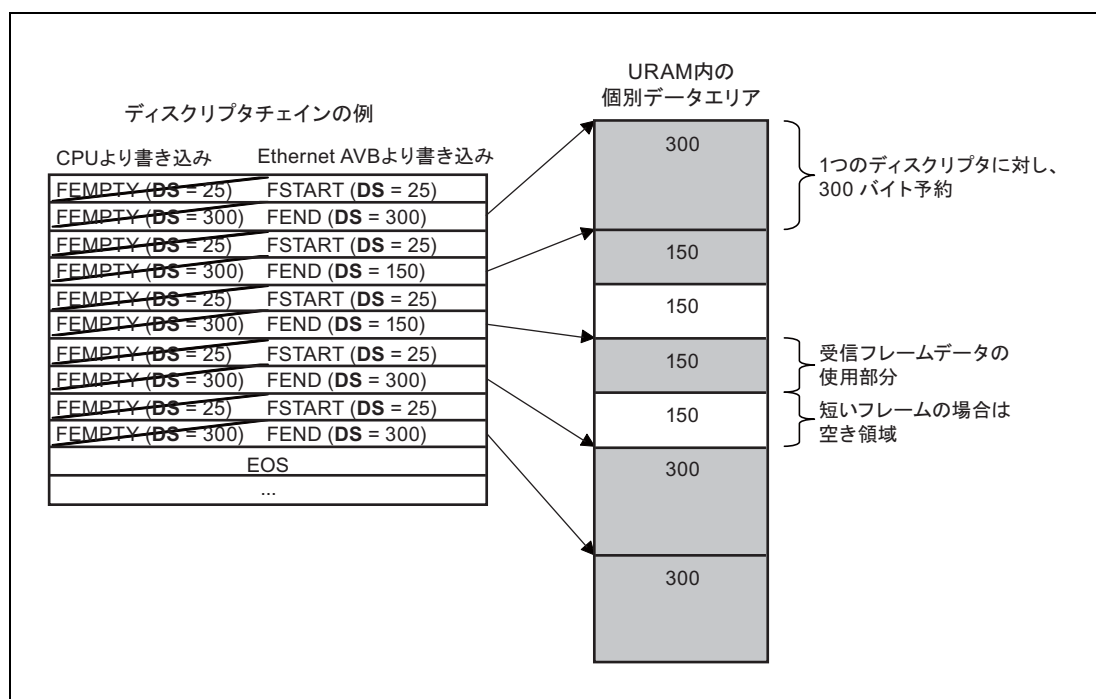 ディスクリプタチェインの例
CPUより書き込み Ethernet AVBより書き込み
FEMPTY (DS = 25) FSTART (DS = 25)
FEMPTY (DS = 300) FEND (DS = 300)
FEMPTY (DS = 25) FSTART (DS = 25)
FEMPTY (DS = 300) FEND (DS = 150)
FEMPTY (DS = 25) FSTART (DS = 25)
FEMPTY (DS = 300) FEND (DS = 150)
FEMPTY (DS = 25) FSTART (DS = 25)
FEMPTY (DS = 300) FEND (DS = 300)
FEMPTY (DS = 25) FSTART (DS = 25)
FEMPTY (DS = 300) FEND (DS = 300)
EOS
...
URAM内の
個別データエリア
300
150
150
150
150
300
300
1つのディスクリプタに対し、
300 バイト予約
受信フレームデータの
使用部分
短いフレームの場合は
空き領域